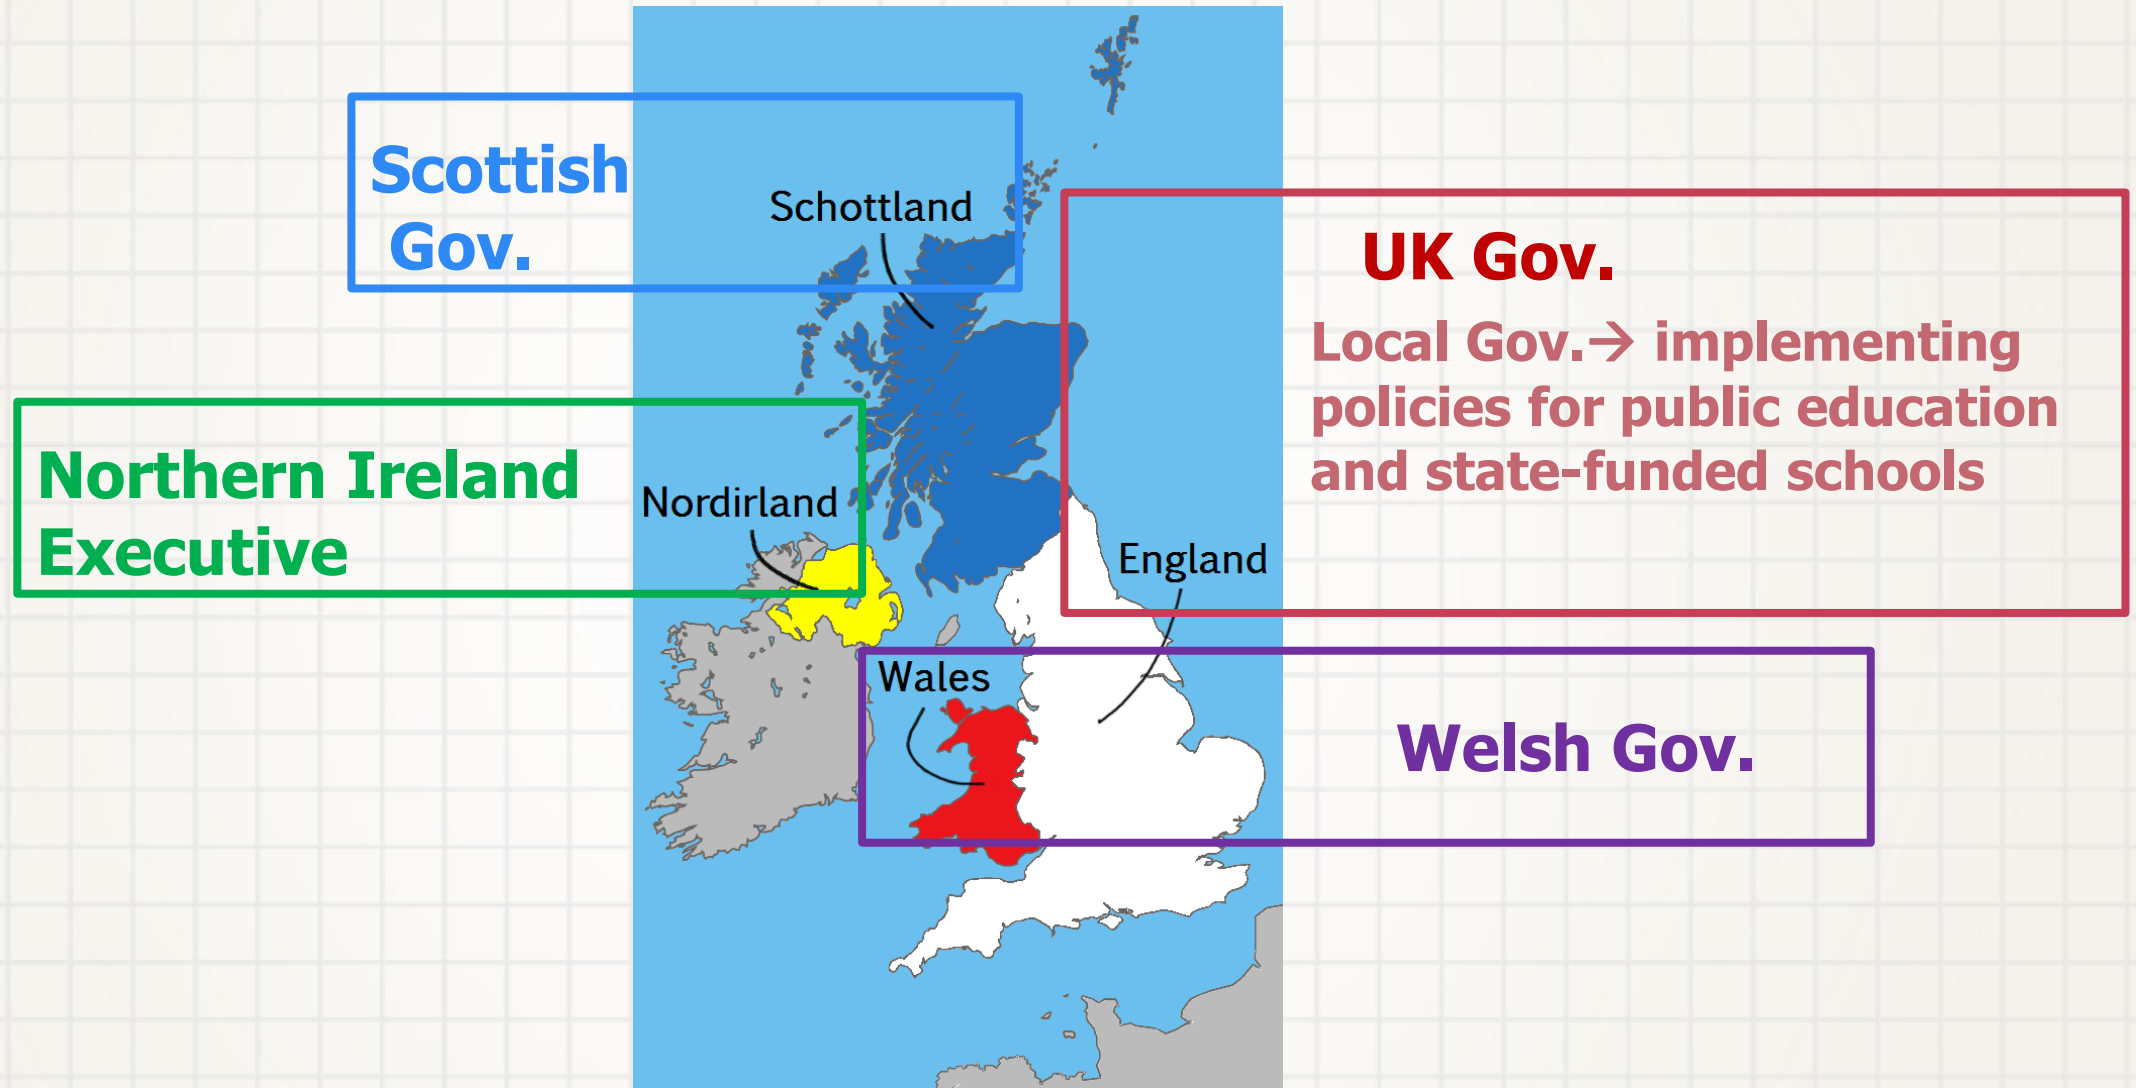 Scottish
Gov.
Schottland
UK Gov.
Local Gov.→ implementing
policies for public education
and state-funded schools
Northern Ireland
Executive
Nordirland
England
Wales
Welsh Gov.